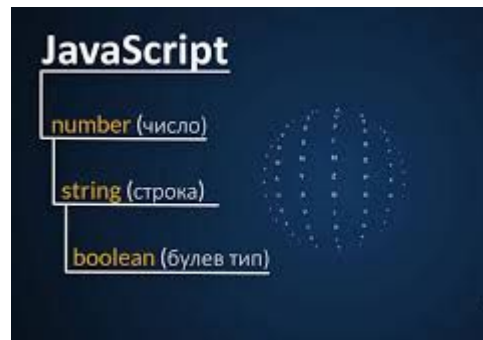 JavaScript
number (число)
string (строка)
boolean (булев тип)